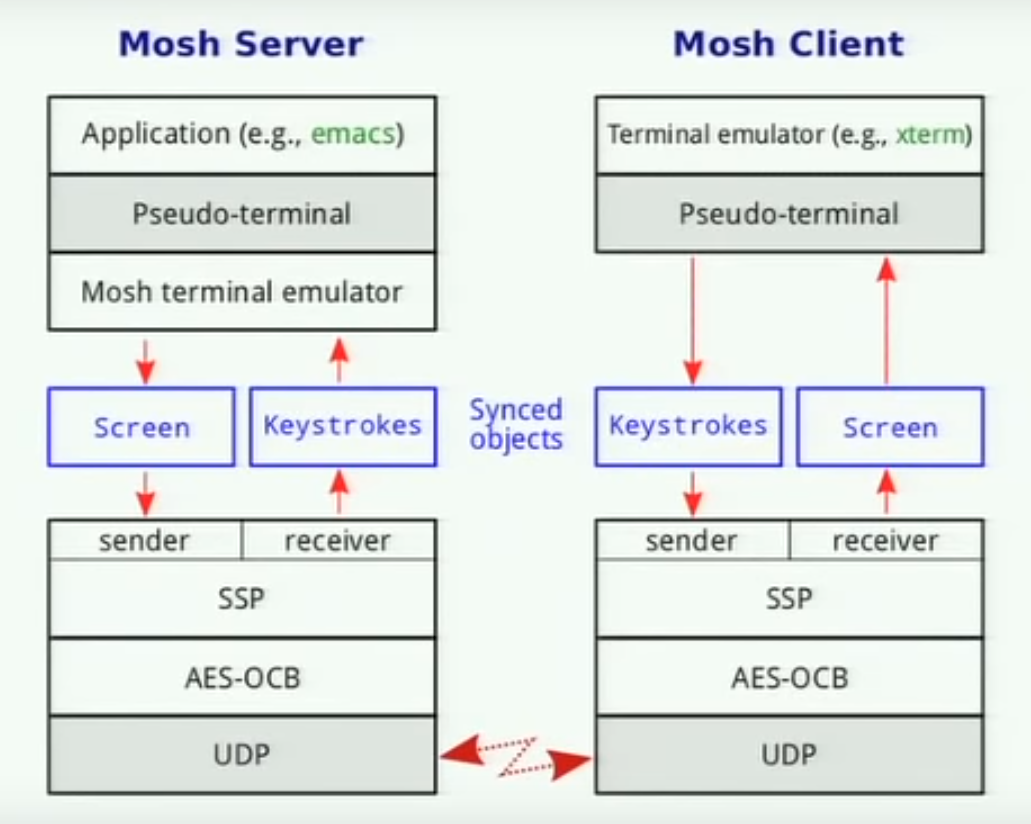 Mosh Server
Application (e.g., emacs)
Pseudo-terminal
Mosh terminal emulator
Screen
Keystrokes
sender
receiver
SSP
AES-OCB
UDP
Synced
objects
Mosh Client
Terminal emulator (e.g., xterm)
Pseudo-terminal
Keystrokes
Screen
sender
receiver
SSP
AES-OCB
UDP